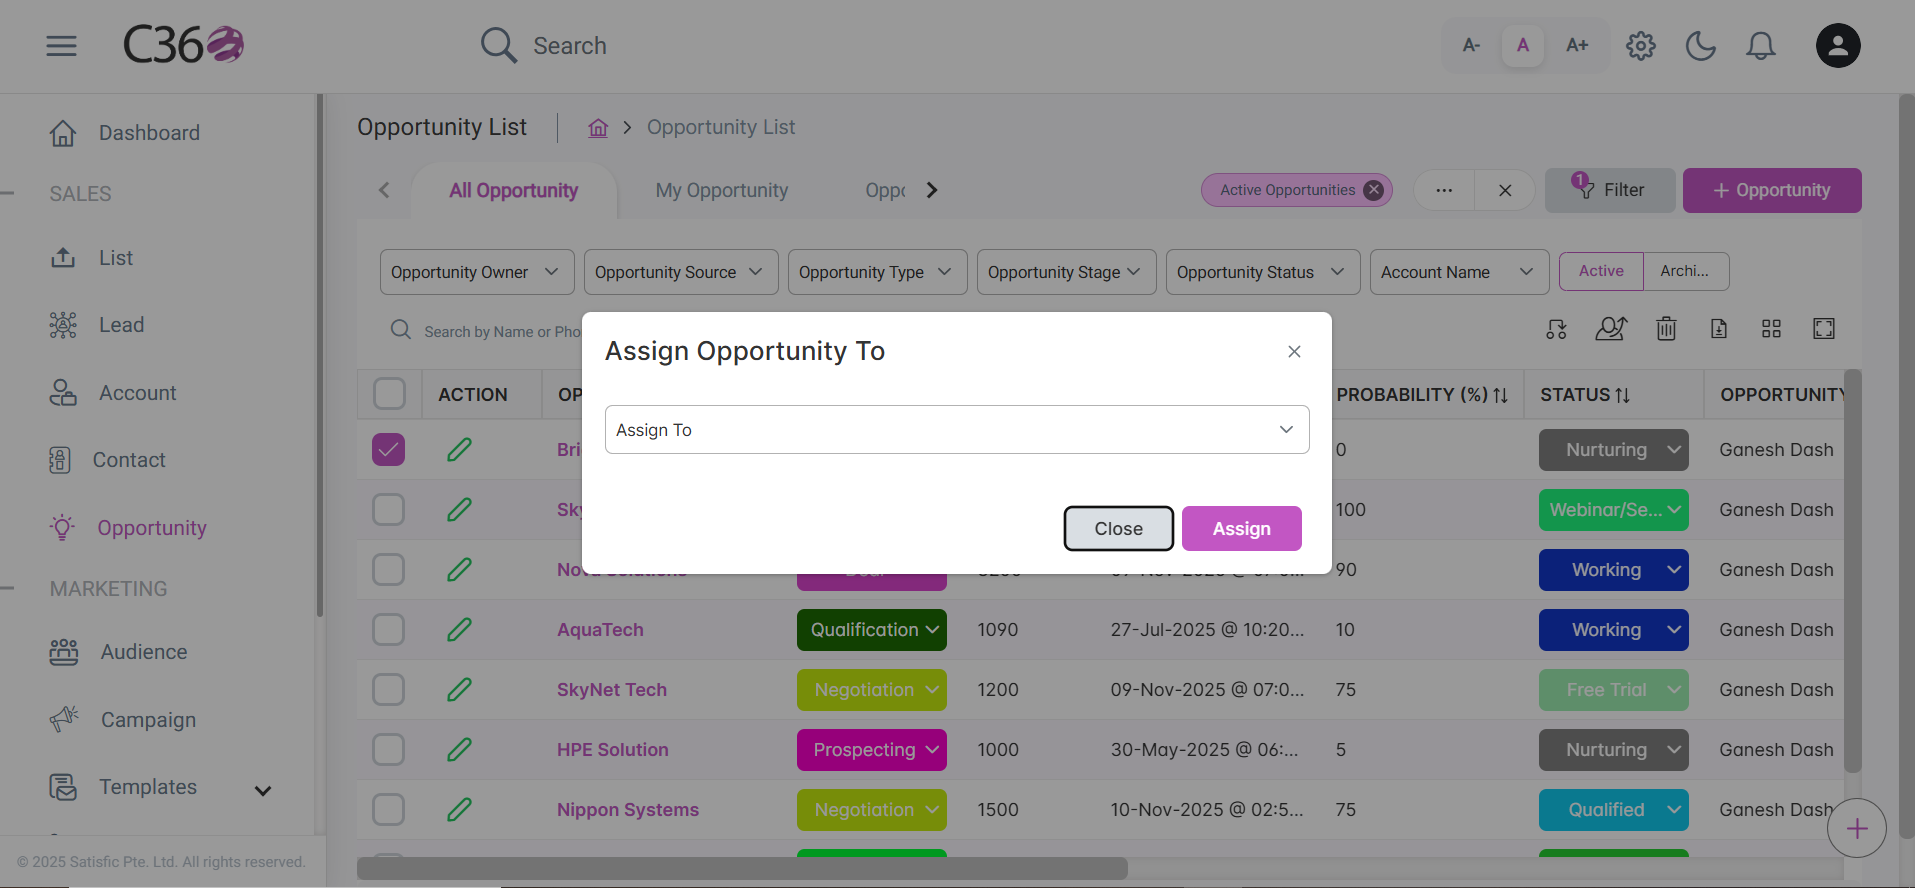 C360
Search
A-
A
A+
Dashboard
SALES
List
Lead
Account
Contact
Opportunity
MARKETING
Audience
Campaign
Templates
© 2025 Satisfic Pte. Ltd. All rights reserved.
Opportunity List
Opportunity List
All Opportunity
My Opportunity
Oppo
Active Opportunities
...
1
Filter
+ Opportunity
Opportunity Owner
Opportunity Source
Opportunity Type
Opportunity Stage
Opportunity Status
Account Name
Active
Archi...
Search by Name or Pho
Assign Opportunity To
Assign To
Close
Assign
ACTION OP PROBABILITY (%) STATUS OPPORTUNITY
Bri 0 Nurturing Ganesh Dash
Sky 100 Webinar/Se... Ganesh Dash
Nova Solutions 90 Working Ganesh Dash
AquaTech Qualification 1090 27-Jul-2025 @ 10:20... 10 Working Ganesh Dash
SkyNet Tech Negotiation 1200 09-Nov-2025 @ 07:0... 75 Free Trial Ganesh Dash
HPE Solution Prospecting 1000 30-May-2025 @ 06:... 5 Nurturing Ganesh Dash
Nippon Systems Negotiation 1500 10-Nov-2025 @ 02:5... 75 Qualified Ganesh Dash